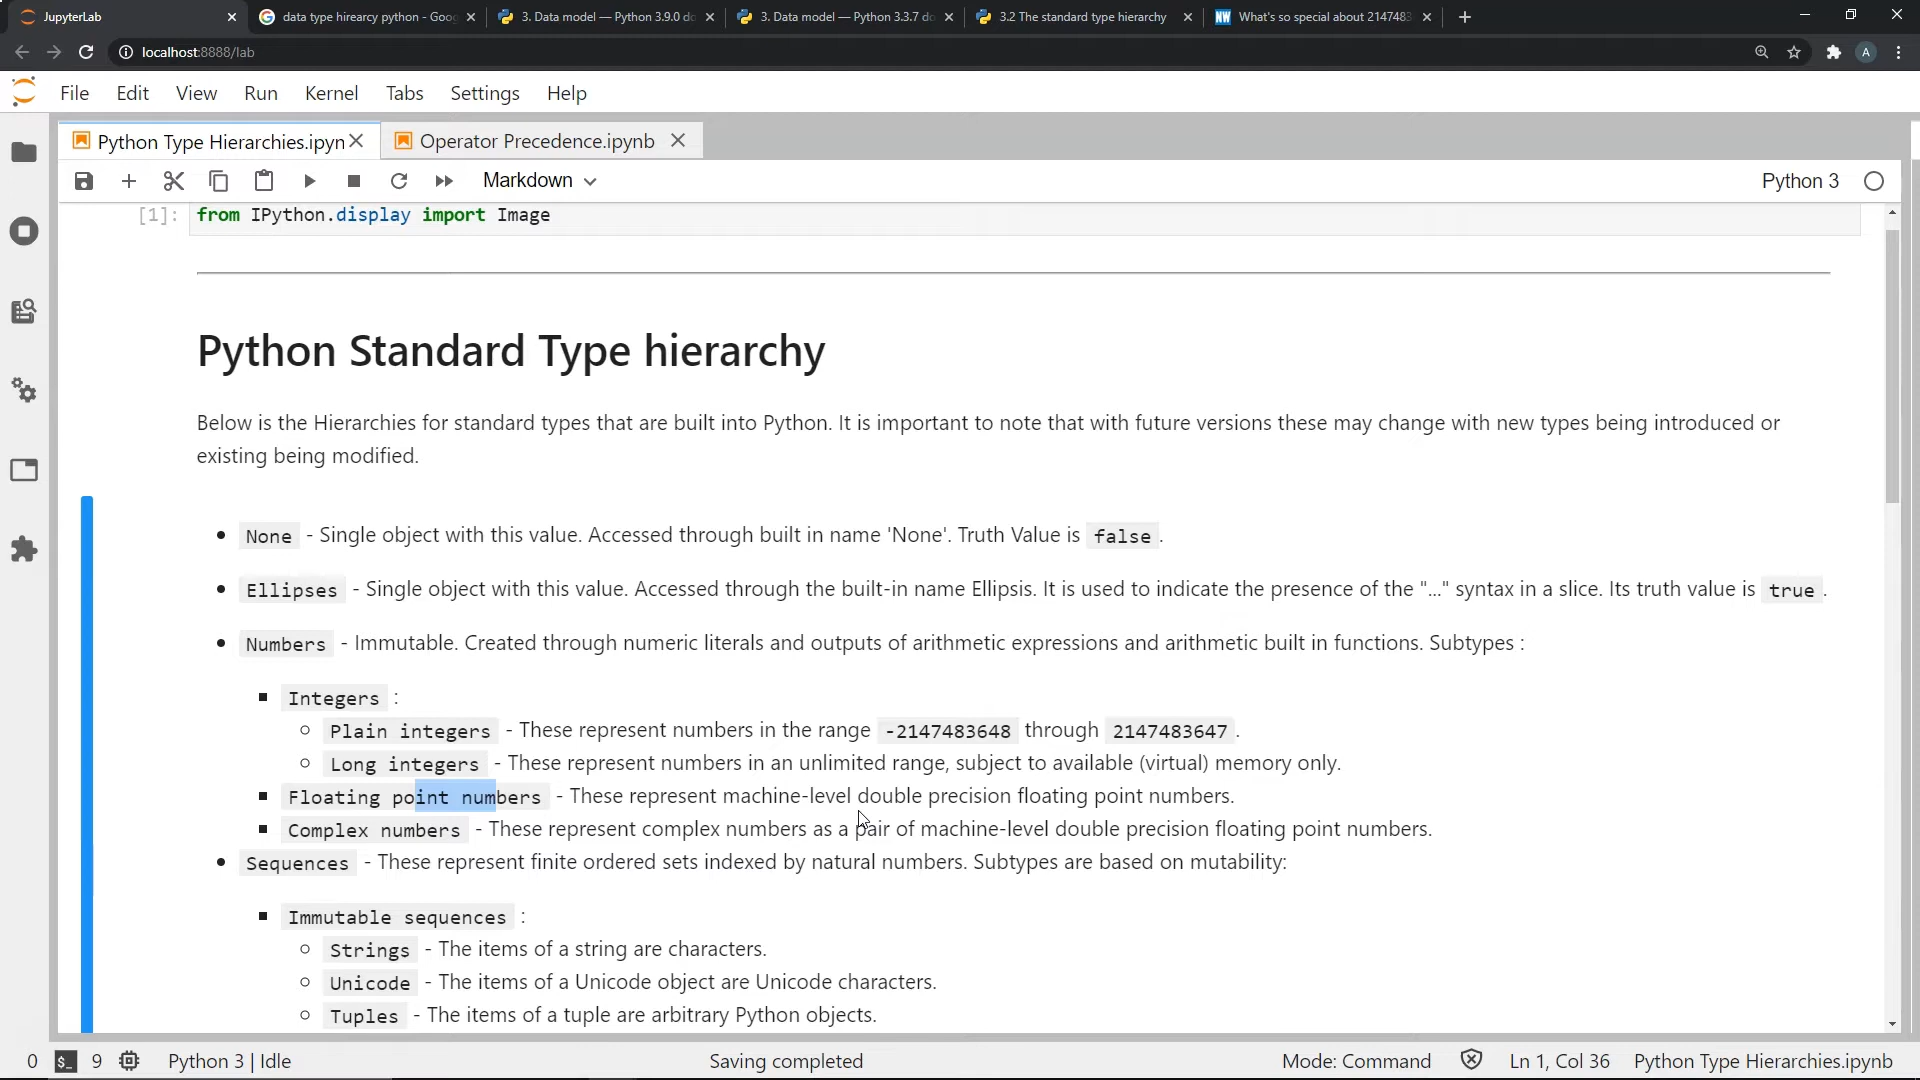 JupyterLab
data type hirearcy python - Goog
3. Data model — Python 3.9.0 do
3. Data model — Python 3.3.7 do
3.2 The standard type hierarchy
NW What's so special about 2147483
localhost:8888/lab
A
File Edit View Run Kernel Tabs Settings Help
Python Type Hierarchies.ipyn
Operator Precedence.ipynb
Markdown
Python 3
[1]: from IPython.display import Image
Python Standard Type hierarchy
Below is the Hierarchies for standard types that are built into Python. It is important to note that with future versions these may change with new types being introduced or
existing being modified.
• None - Single object with this value. Accessed through built in name 'None'. Truth Value is false.
• Ellipses - Single object with this value. Accessed through the built-in name Ellipsis. It is used to indicate the presence of the "..." syntax in a slice. Its truth value is true.
• Numbers - Immutable. Created through numeric literals and outputs of arithmetic expressions and arithmetic built in functions. Subtypes :
▪ Integers :
○ Plain integers - These represent numbers in the range -2147483648 through 2147483647.
○ Long integers - These represent numbers in an unlimited range, subject to available (virtual) memory only.
▪ Floating point numbers - These represent machine-level double precision floating point numbers.
▪ Complex numbers - These represent complex numbers as a pair of machine-level double precision floating point numbers.
• Sequences - These represent finite ordered sets indexed by natural numbers. Subtypes are based on mutability:
▪ Immutable sequences :
○ Strings - The items of a string are characters.
○ Unicode - The items of a Unicode object are Unicode characters.
○ Tuples - The items of a tuple are arbitrary Python objects.
0 $_ 9 Python 3 | Idle Saving completed Mode: Command Ln 1, Col 36 Python Type Hierarchies.ipynb